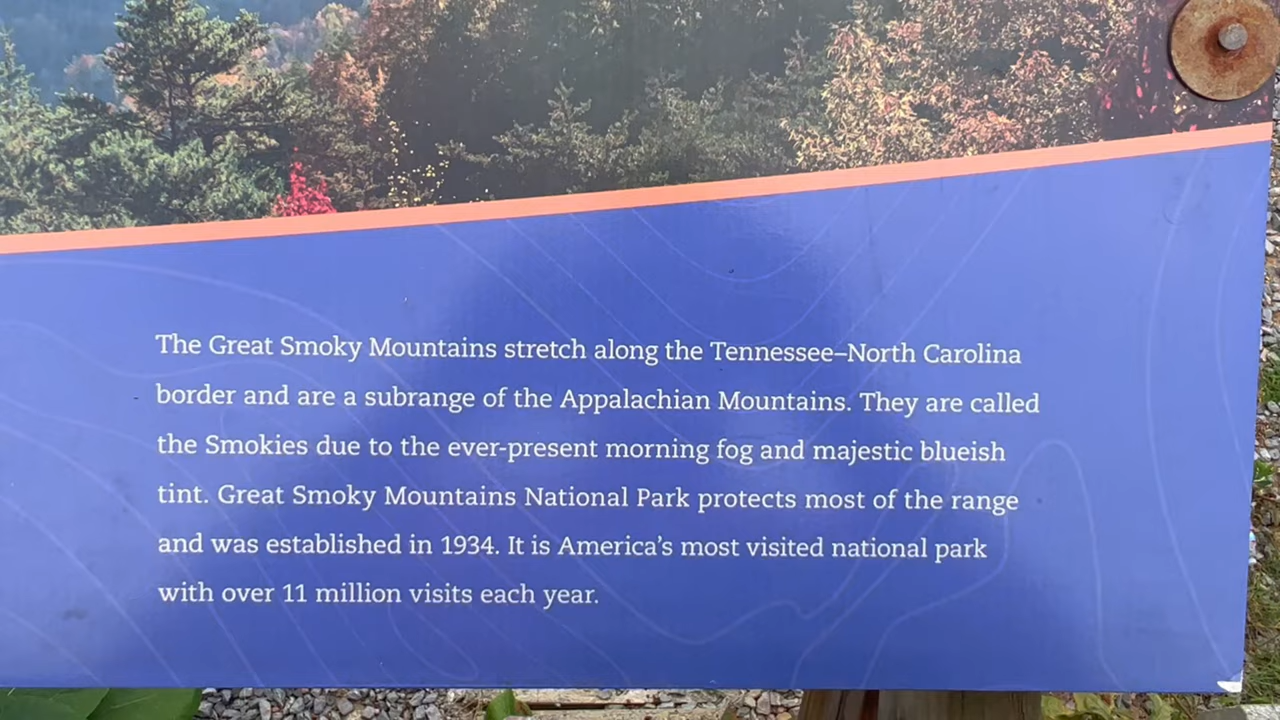 The Great Smoky Mountains stretch along the Tennessee–North Carolina
border and are a subrange of the Appalachian Mountains. They are called
the Smokies due to the ever-present morning fog and majestic blueish
tint. Great Smoky Mountains National Park protects most of the range
and was established in 1934. It is America’s most visited national park
with over 11 million visits each year.